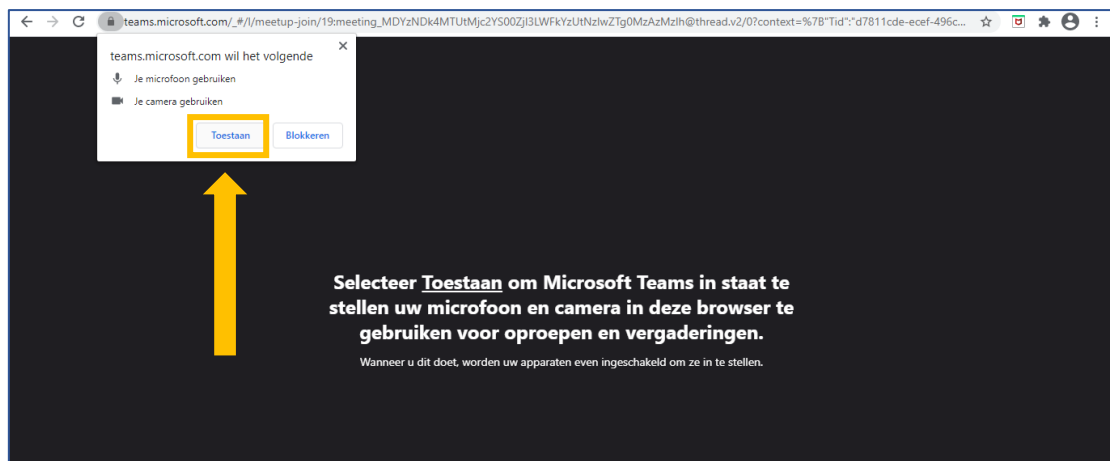 teams.microsoft.com/_#/l/meetup-join/19:meeting_MDYzNDk4MTUtMjc2YS00ZjI3LWFkYzUtNzIwZTg0MzAzMzlh@thread.v2/0?context=%7B"Tid":"d7811cde-ecef-496c...
teams.microsoft.com wil het volgende
Je microfoon gebruiken
Je camera gebruiken
Toestaan Blokkeren
Selecteer Toestaan om Microsoft Teams in staat te
stellen uw microfoon en camera in deze browser te
gebruiken voor oproepen en vergaderingen.
Wanneer u dit doet, worden uw apparaten even ingeschakeld om ze in te stellen.